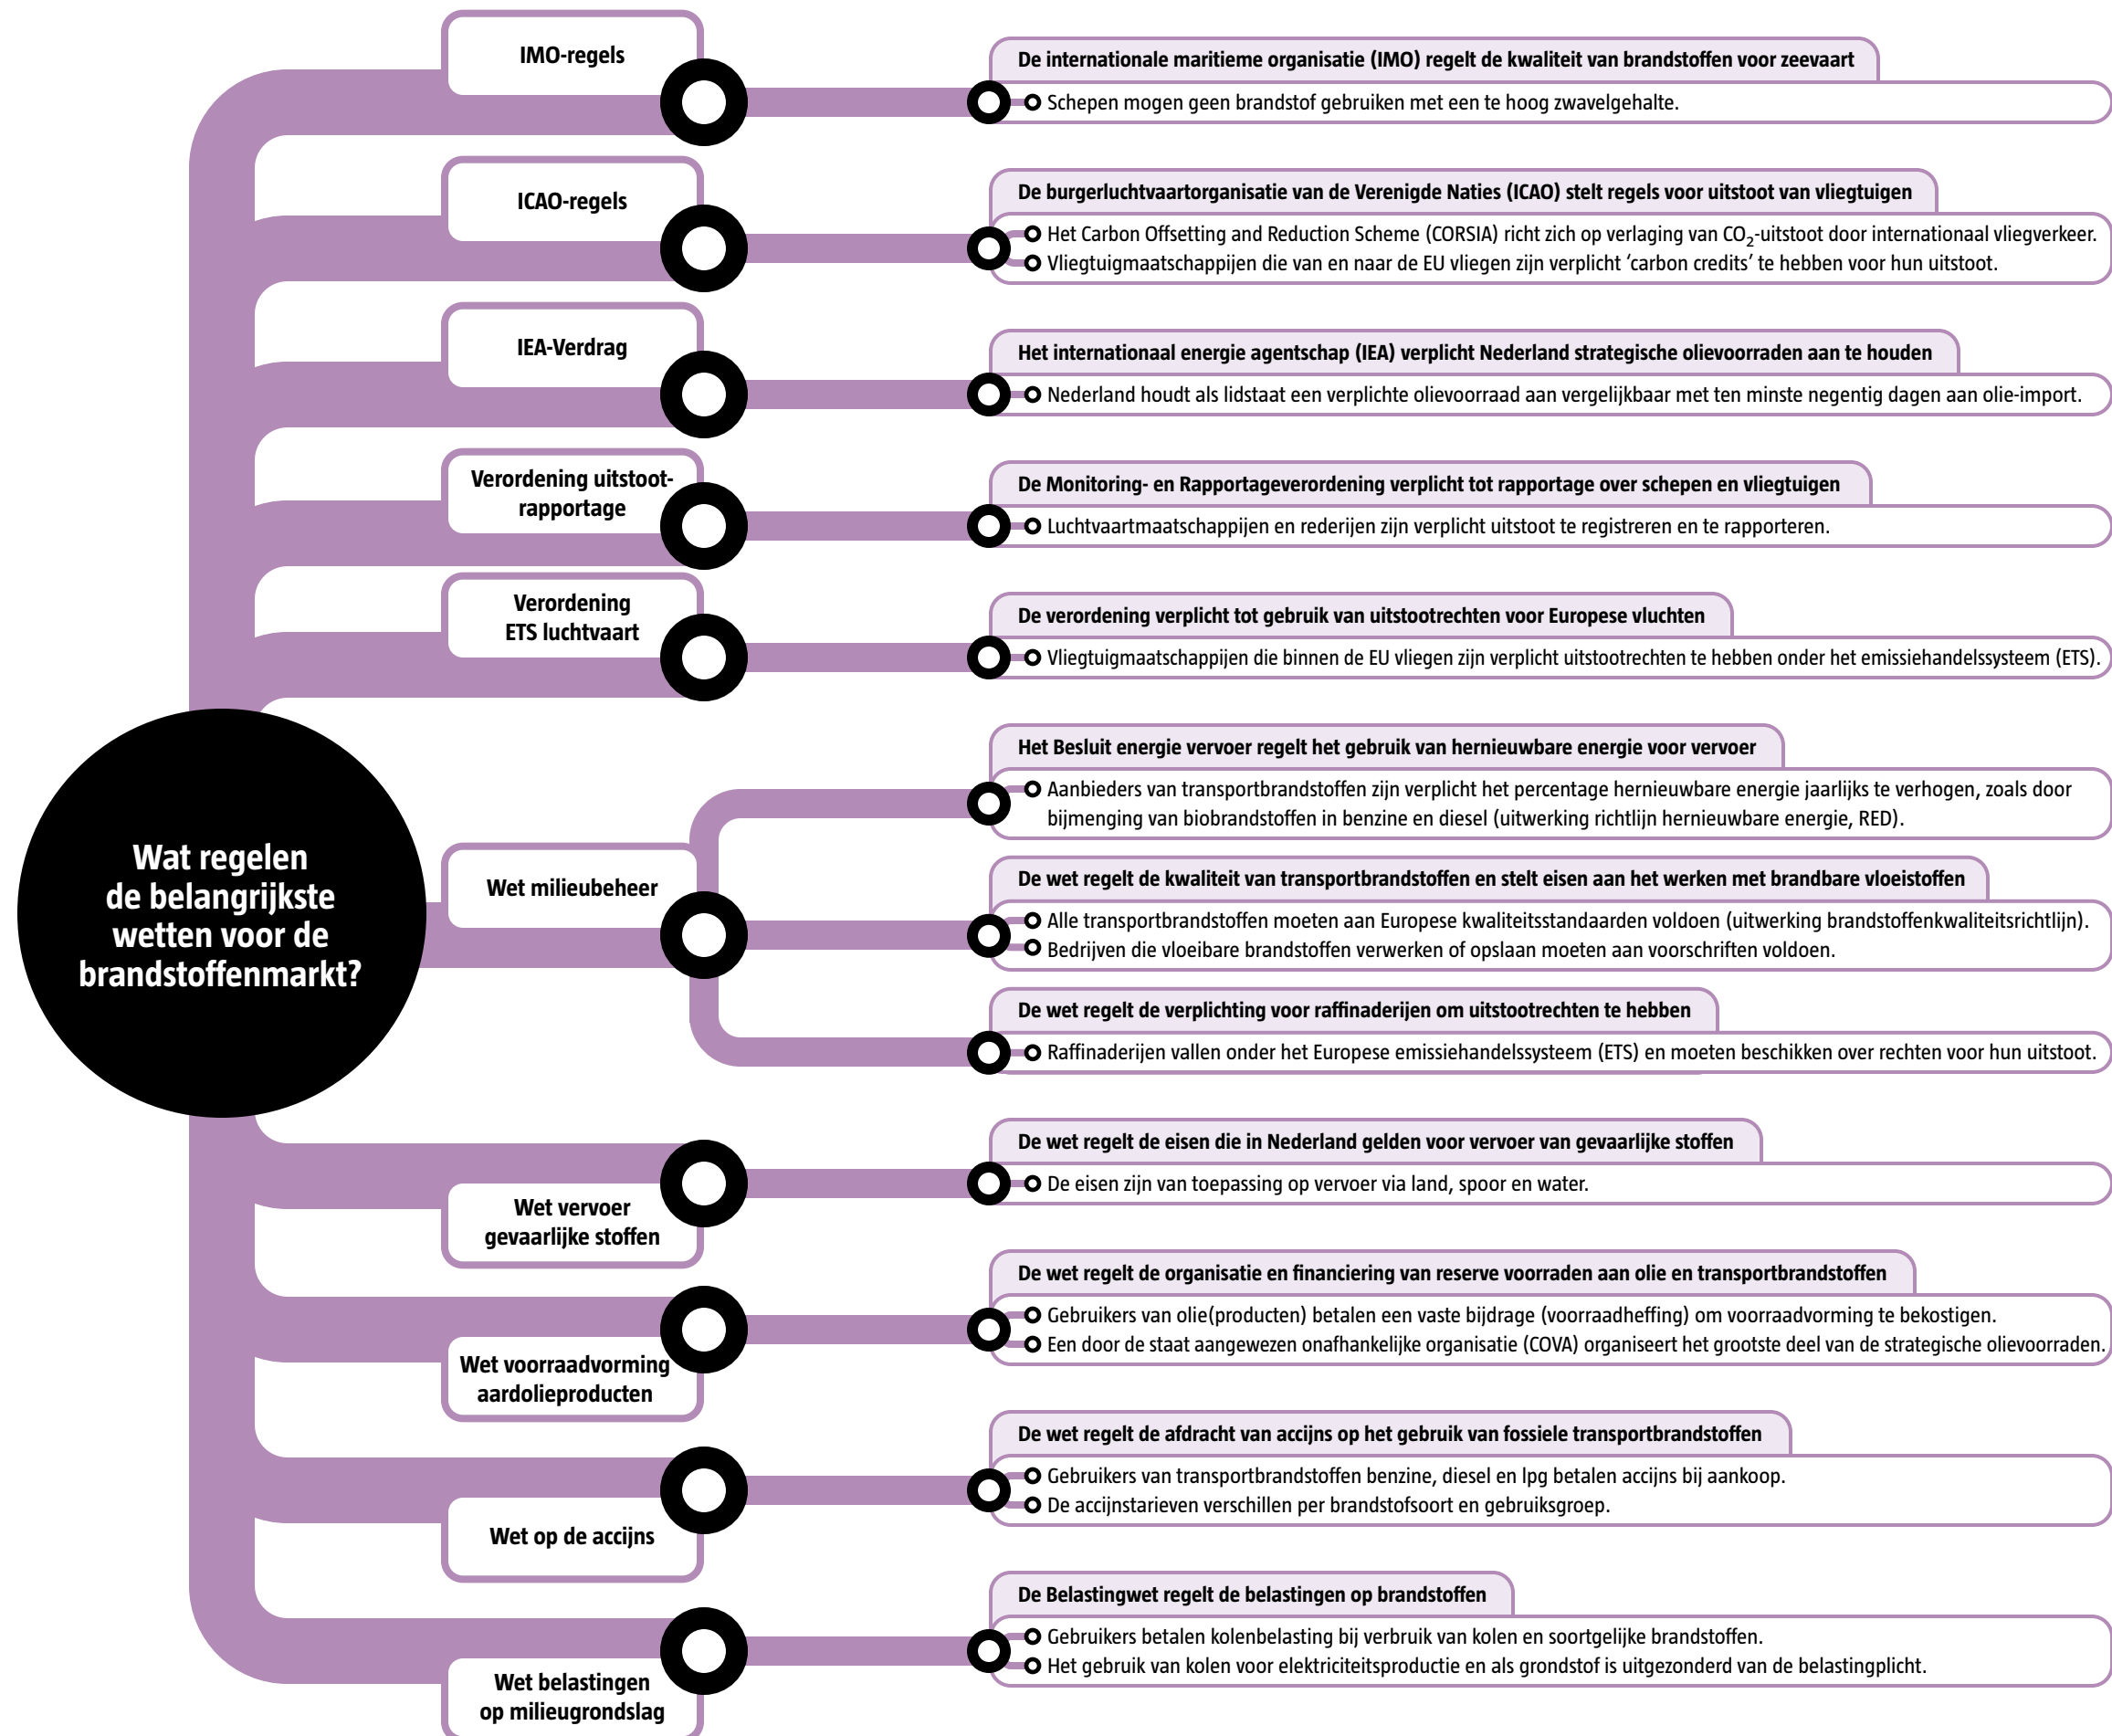 IMO-regels
De internationale maritieme organisatie (IMO) regelt de kwaliteit van brandstoffen voor zeevaart
Schepen mogen geen brandstof gebruiken met een te hoog zwavelgehalte.
ICAO-regels
De burgerluchtvaartorganisatie van de Verenigde Naties (ICAO) stelt regels voor uitstoot van vliegtuigen
Het Carbon Offsetting and Reduction Scheme (CORSIA) richt zich op verlaging van CO₂-uitstoot door internationaal vliegverkeer.
Vliegtuigmaatschappijen die van en naar de EU vliegen zijn verplicht ‘carbon credits’ te hebben voor hun uitstoot.
IEA-Verdrag
Het internationaal energie agentschap (IEA) verplicht Nederland strategische olievoorraden aan te houden
Nederland houdt als lidstaat een verplichte olievoorraad aan vergelijkbaar met ten minste negentig dagen aan olie-import.
Verordening uitstoot-
rapportage
De Monitoring- en Rapportageverordening verplicht tot rapportage over schepen en vliegtuigen
Luchtvaartmaatschappijen en rederijen zijn verplicht uitstoot te registreren en te rapporteren.
Verordening
ETS luchtvaart
De verordening verplicht tot gebruik van uitstootrechten voor Europese vluchten
Vliegtuigmaatschappijen die binnen de EU vliegen zijn verplicht uitstootrechten te hebben onder het emissiehandelssysteem (ETS).
Wat regelen
de belangrijkste
wetten voor de
brandstoffenmarkt?
Wet milieubeheer
Het Besluit energie vervoer regelt het gebruik van hernieuwbare energie voor vervoer
Aanbieders van transportbrandstoffen zijn verplicht het percentage hernieuwbare energie jaarlijks te verhogen, zoals door
bijmenging van biobrandstoffen in benzine en diesel (uitwerking richtlijn hernieuwbare energie, RED).
De wet regelt de kwaliteit van transportbrandstoffen en stelt eisen aan het werken met brandbare vloeistoffen
Alle transportbrandstoffen moeten aan Europese kwaliteitsstandaarden voldoen (uitwerking brandstoffenkwaliteitsrichtlijn).
Bedrijven die vloeibare brandstoffen verwerken of opslaan moeten aan voorschriften voldoen.
De wet regelt de verplichting voor raffinaderijen om uitstootrechten te hebben
Raffinaderijen vallen onder het Europese emissiehandelssysteem (ETS) en moeten beschikken over rechten voor hun uitstoot.
Wet vervoer
gevaarlijke stoffen
De wet regelt de eisen die in Nederland gelden voor vervoer van gevaarlijke stoffen
De eisen zijn van toepassing op vervoer via land, spoor en water.
Wet voorraadvorming
aardolieproducten
De wet regelt de organisatie en financiering van reserve voorraden aan olie en transportbrandstoffen
Gebruikers van olie(producten) betalen een vaste bijdrage (voorraadheffing) om voorraadvorming te bekostigen.
Een door de staat aangewezen onafhankelijke organisatie (COVA) organiseert het grootste deel van de strategische olievoorraden.
Wet op de accijns
De wet regelt de afdracht van accijns op het gebruik van fossiele transportbrandstoffen
Gebruikers van transportbrandstoffen benzine, diesel en lpg betalen accijns bij aankoop.
De accijnstarieven verschillen per brandstofsoort en gebruiksgroep.
Wet belastingen
op milieugrondslag
De Belastingwet regelt de belastingen op brandstoffen
Gebruikers betalen kolenbelasting bij verbruik van kolen en soortgelijke brandstoffen.
Het gebruik van kolen voor elektriciteitsproductie en als grondstof is uitgezonderd van de belastingplicht.